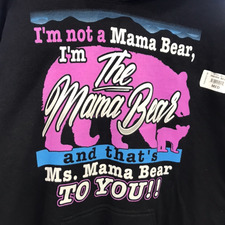 I'm not a Mama Bear,
I'm The
Mama Bear
and that's
Ms. Mama Bear
TO YOU!!